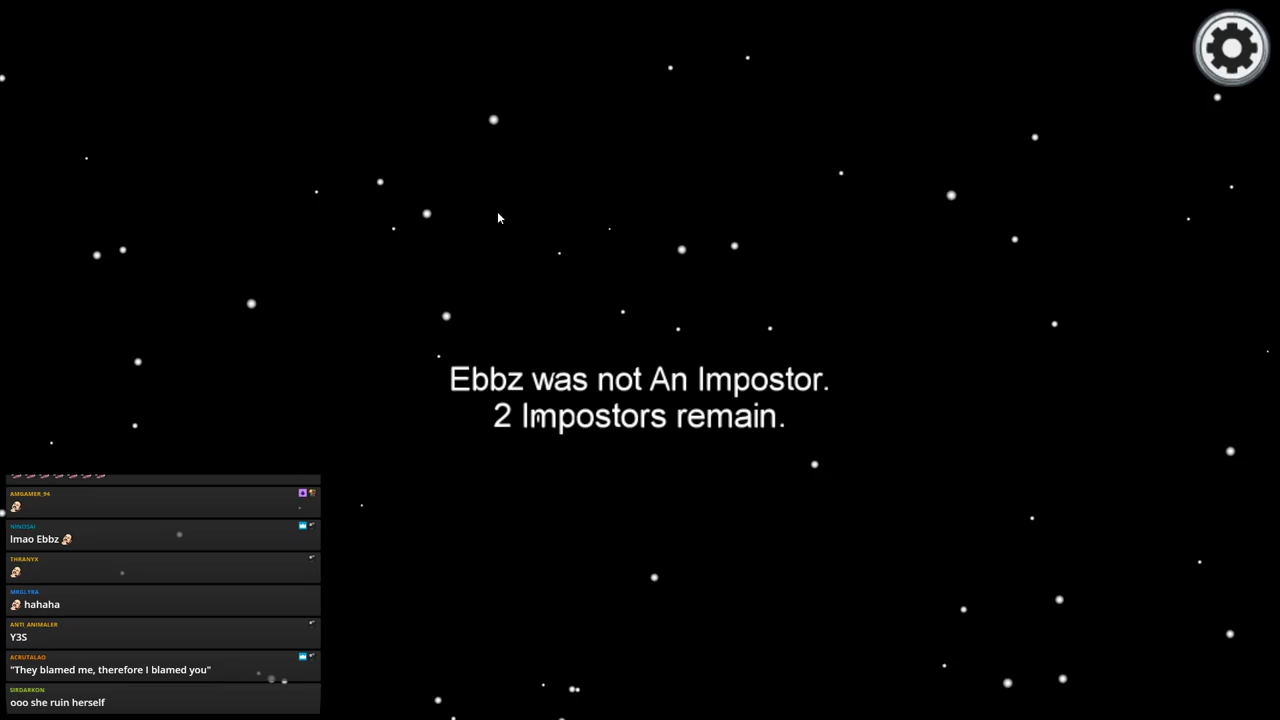 Ebbz was not An Impostor.
2 Impostors remain.
AMGAMER_94
NINOSAI
lmao Ebbz
THRANYX
MRGLYRA
hahaha
ANTI_ANIMALER
Y3S
ACRUTALAO
"They blamed me, therefore I blamed you"
SIRDARKON
ooo she ruin herself